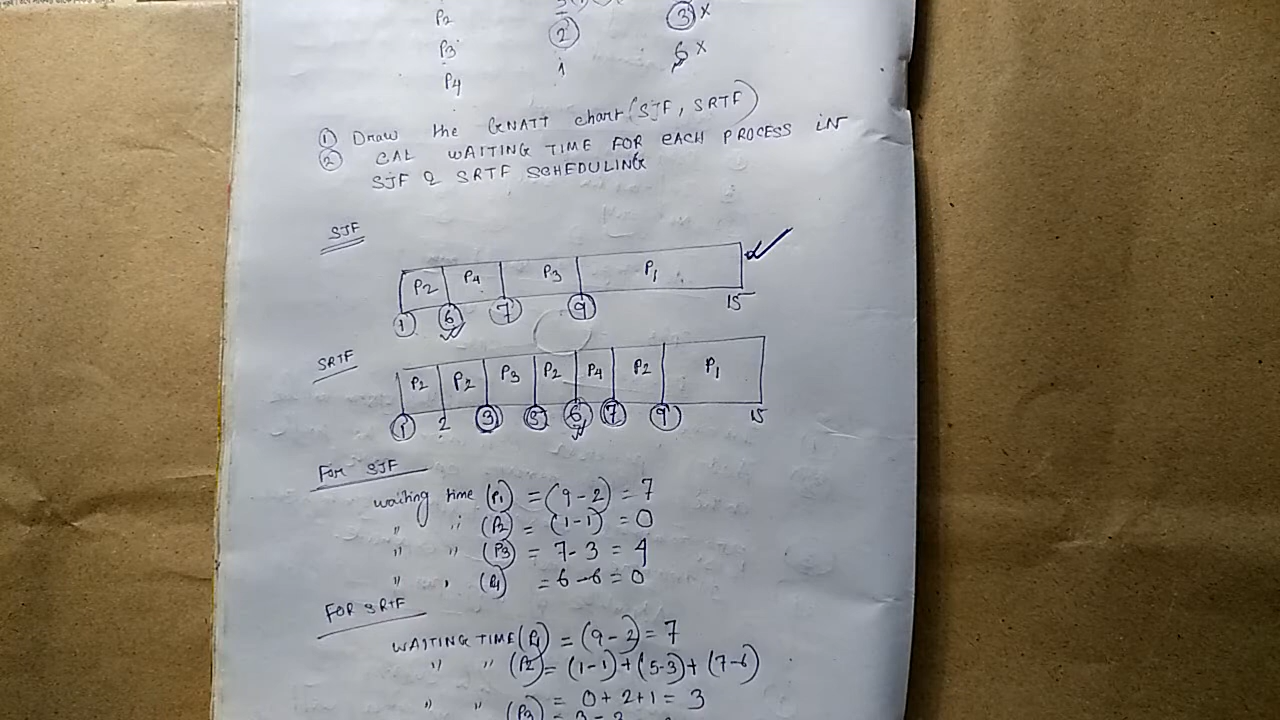 P2 ③ x
P3 ② 6 x
P4 1
① Draw the GNATT chart (SJF, SRTF)
② CAL WAITING TIME FOR EACH PROCESS IN
SJF & SRTF SCHEDULING
SJF
P2 P4 P3 P1
① ⑥ ⑦ ⑨ 15
SRTF
P2 P2 P3 P2 P4 P2 P1
① 2 ③ ⑤ ⑥ ⑦ ⑨ 15
For SJF
waiting time (P1) = (9-2) = 7
" " (P2) = (1-1) = 0
" " (P3) = 7-3 = 4
" " (P4) = 6-6 = 0
FOR SRTF
WAITING TIME (P1) = (9-2) = 7
" " (P2) = (1-1)+(5-3)+(7-6)
= 0+2+1 = 3
" " (P3)